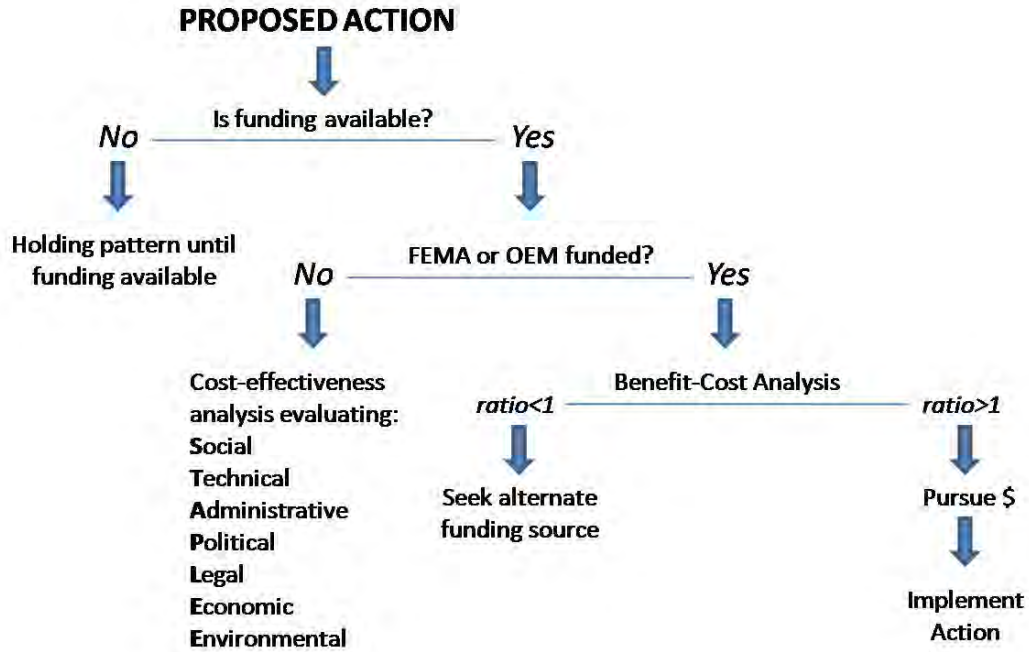 PROPOSED ACTION
Is funding available?
No
Yes
Holding pattern until
funding available
FEMA or OEM funded?
No
Yes
Cost-effectiveness
analysis evaluating:
Social
Technical
Administrative
Political
Legal
Economic
Environmental
Benefit-Cost Analysis
ratio<1
ratio>1
Seek alternate
funding source
Pursue $
Implement
Action